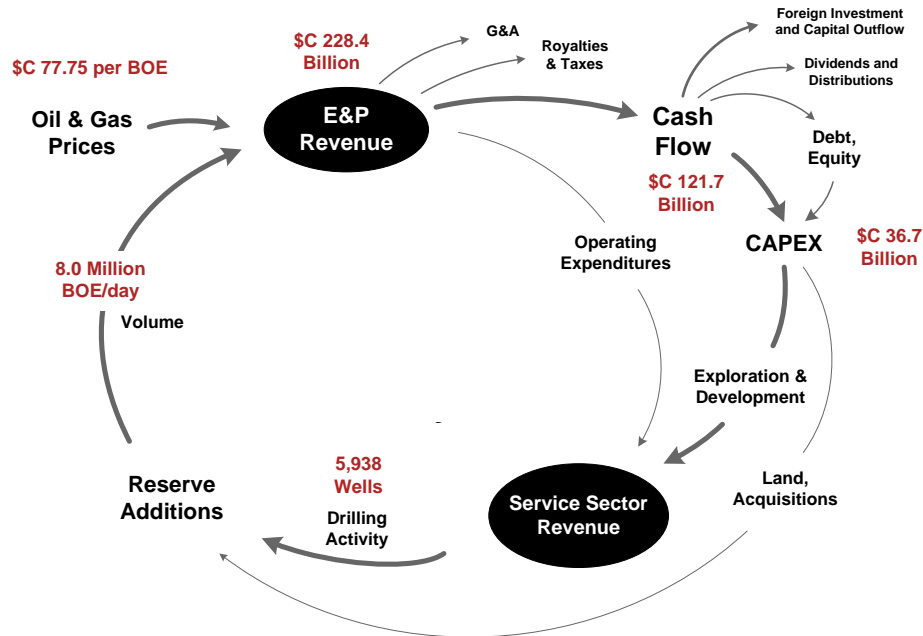 Foreign Investment
and Capital Outflow
G&A
$C 228.4
Billion
Royalties
& Taxes
$C 77.75 per BOE
Dividends and
Distributions
E&P
Revenue
Oil & Gas
Prices
Cash
Flow
Debt,
Equity
$C 121.7
Billion
CAPEX
$C 36.7
Billion
Operating
Expenditures
8.0 Million
BOE/day
Volume
Exploration &
Development
5,938
Wells
Reserve
Additions
Drilling
Activity
Service Sector
Revenue
Land,
Acquisitions